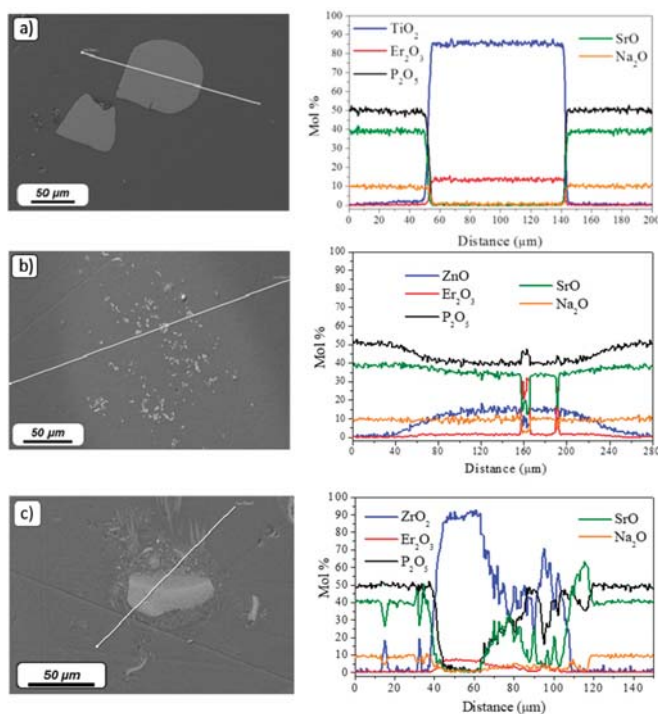 a)
50 µm
TiO₂
Er₂O₃
P₂O₅
SrO
Na₂O
Mol %
100
90
80
70
60
50
40
30
20
10
0
0 20 40 60 80 100 120 140 160 180 200
Distance (µm)
b)
50 µm
ZnO
Er₂O₃
P₂O₅
SrO
Na₂O
Mol %
100
90
80
70
60
50
40
30
20
10
0
0 40 80 120 160 200 240 280
Distance (µm)
c)
50 µm
ZrO₂
Er₂O₃
P₂O₅
SrO
Na₂O
Mol %
100
90
80
70
60
50
40
30
20
10
0
0 20 40 60 80 100 120 140
Distance (µm)